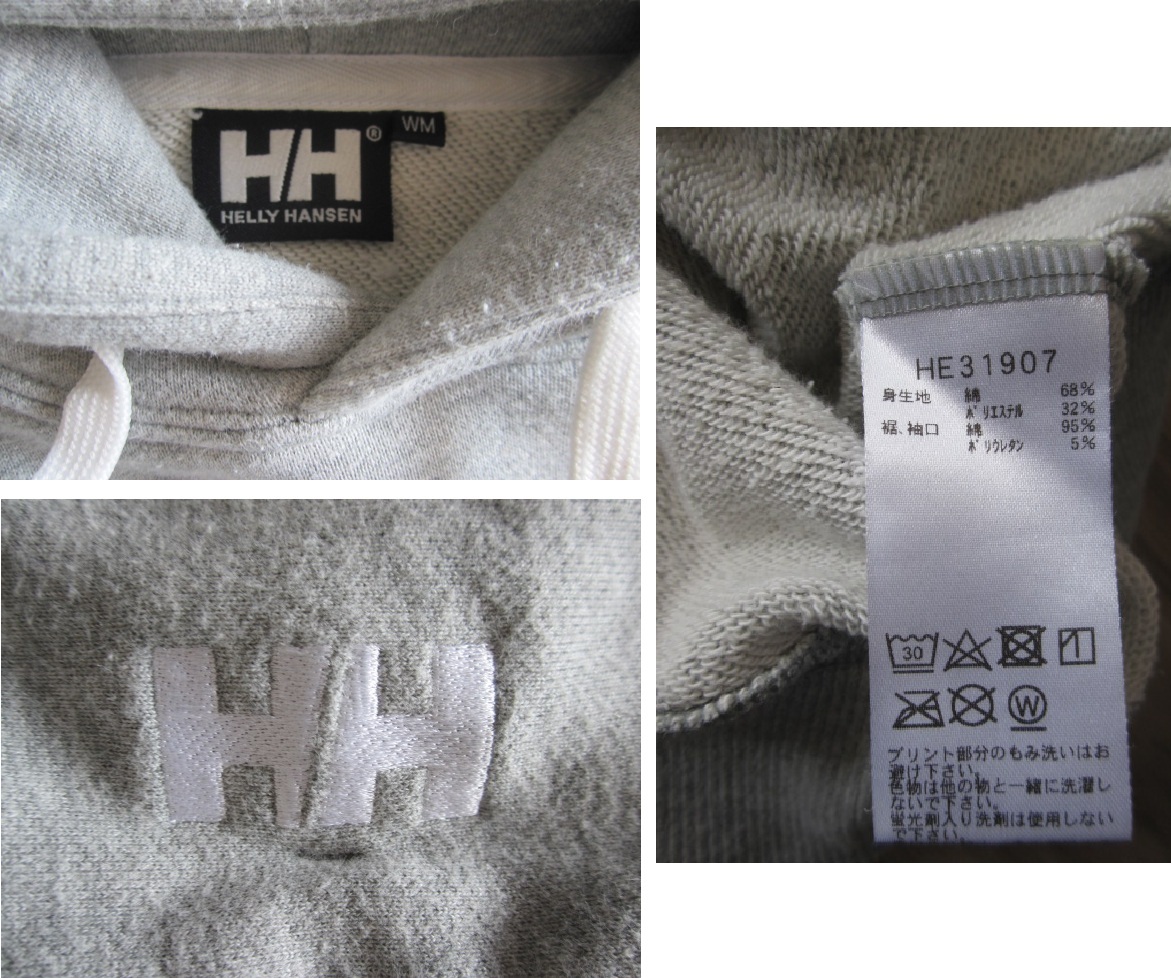 HH®
WM
HELLY HANSEN
HH
HE31907
身生地 綿 68%
ポリエステル 32%
裾、袖口 綿 95%
ポリウレタン 5%
30
W
プリント部分のもみ洗いはお
避け下さい。
色物は他の物と一緒に洗濯し
ないで下さい。
蛍光剤入り洗剤は使用しない
で下さい。